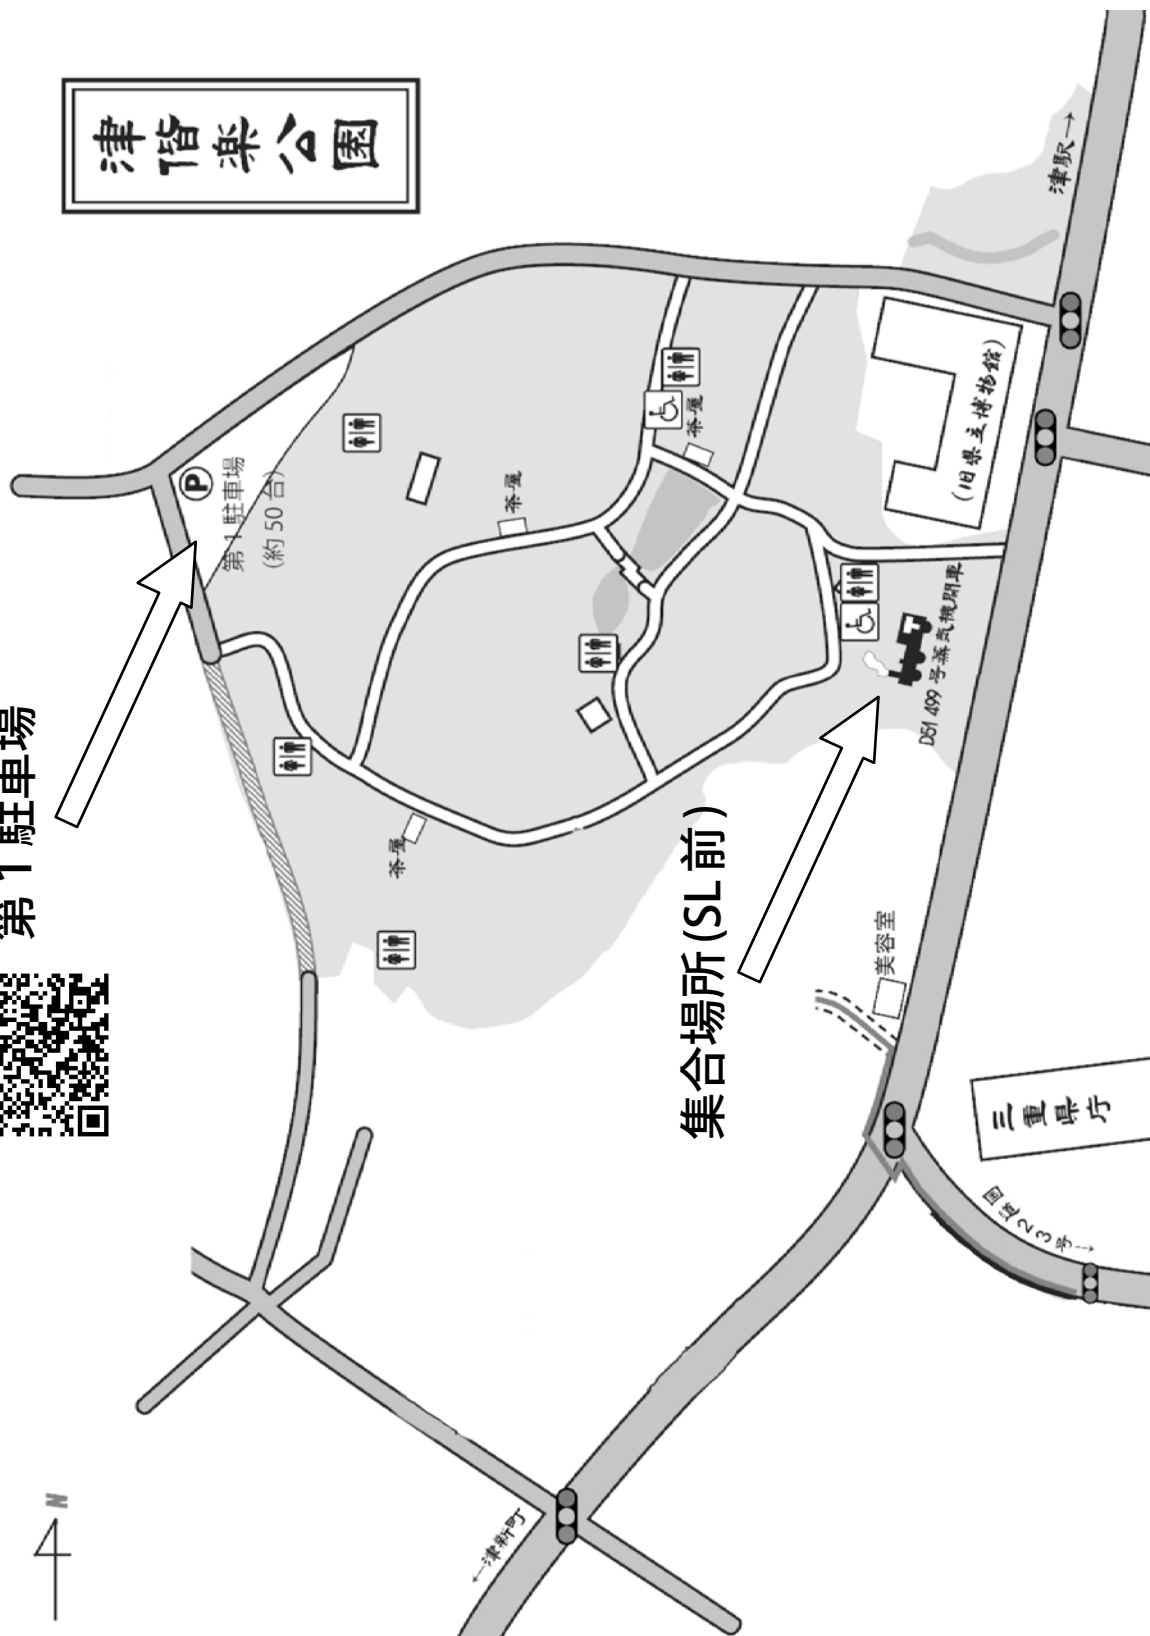 津偕楽公園
第1駐車場
P
第1駐車場
(約50台)
茶屋
茶屋
茶屋
(旧県立博物館)
津駅→
D51 499 号蒸気機関車
集合場所(SL前)
美容室
三重県庁
国道23号→
←津新町
N